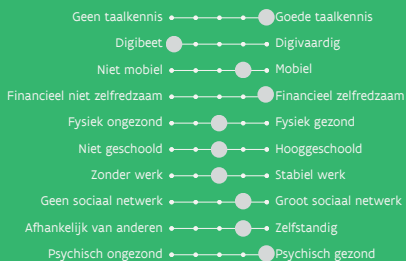 Geen taalkennis Goede taalkennis
Digibeet Digivaardig
Niet mobiel Mobiel
Financieel niet zelfredzaam Financieel zelfredzaam
Fysiek ongezond Fysiek gezond
Niet geschoold Hooggeschoold
Zonder werk Stabiel werk
Geen sociaal netwerk Groot sociaal netwerk
Afhankelijk van anderen Zelfstandig
Psychisch ongezond Psychisch gezond